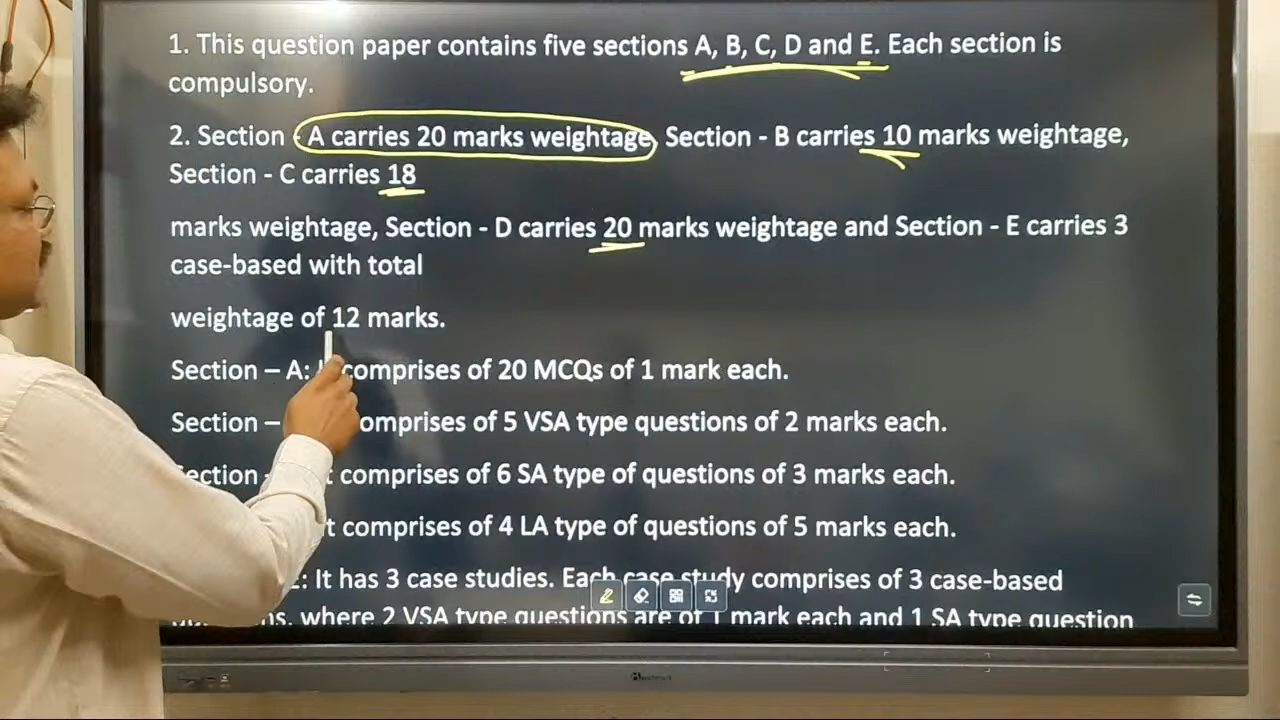 1. This question paper contains five sections A, B, C, D and E. Each section is
compulsory.
2. Section - A carries 20 marks weightage, Section - B carries 10 marks weightage,
Section - C carries 18
marks weightage, Section - D carries 20 marks weightage and Section - E carries 3
case-based with total
weightage of 12 marks.
Section – A: comprises of 20 MCQs of 1 mark each.
Section – comprises of 5 VSA type questions of 2 marks each.
Section comprises of 6 SA type of questions of 3 marks each.
comprises of 4 LA type of questions of 5 marks each.
It has 3 case studies. Each case study comprises of 3 case-based
where 2 VSA type questions are of 1 mark each and 1 SA type question